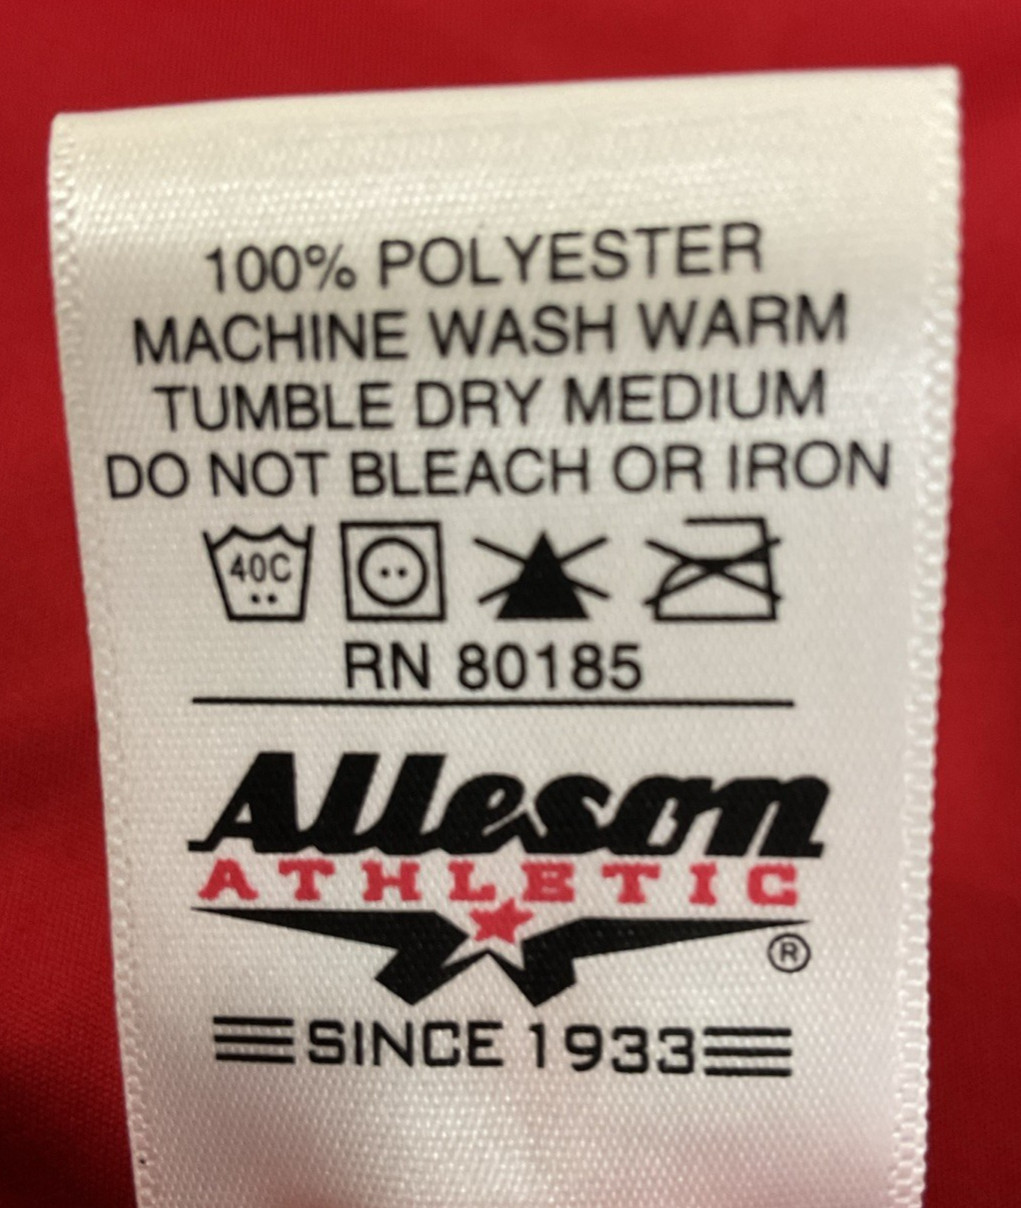 100% POLYESTER
MACHINE WASH WARM
TUMBLE DRY MEDIUM
DO NOT BLEACH OR IRON
40C
RN 80185
Alleson
ATHLETIC
®
SINCE 1933